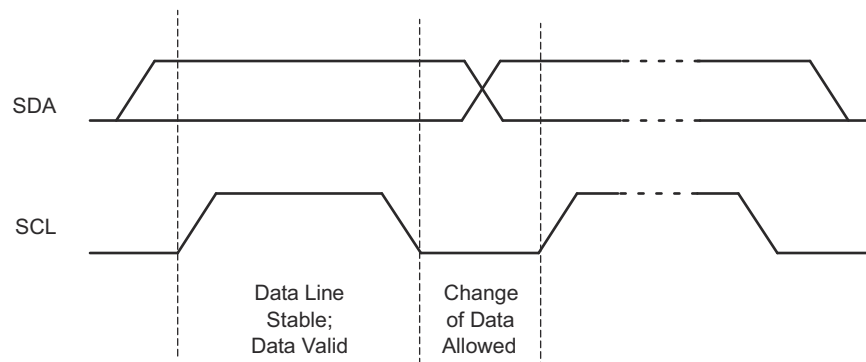 SDA
SCL
Data Line
Stable;
Data Valid
Change
of Data
Allowed